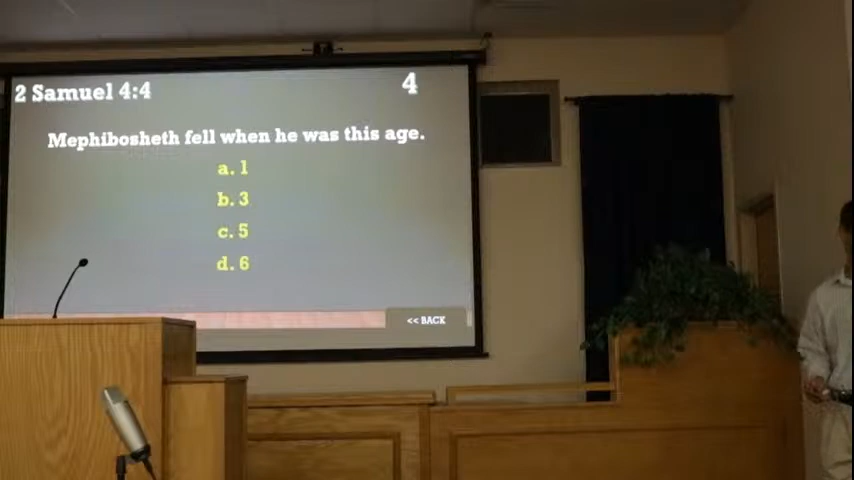 2 Samuel 4:4
4
Mephibosheth fell when he was this age.
a. 1
b. 3
c. 5
d. 6
<< BACK